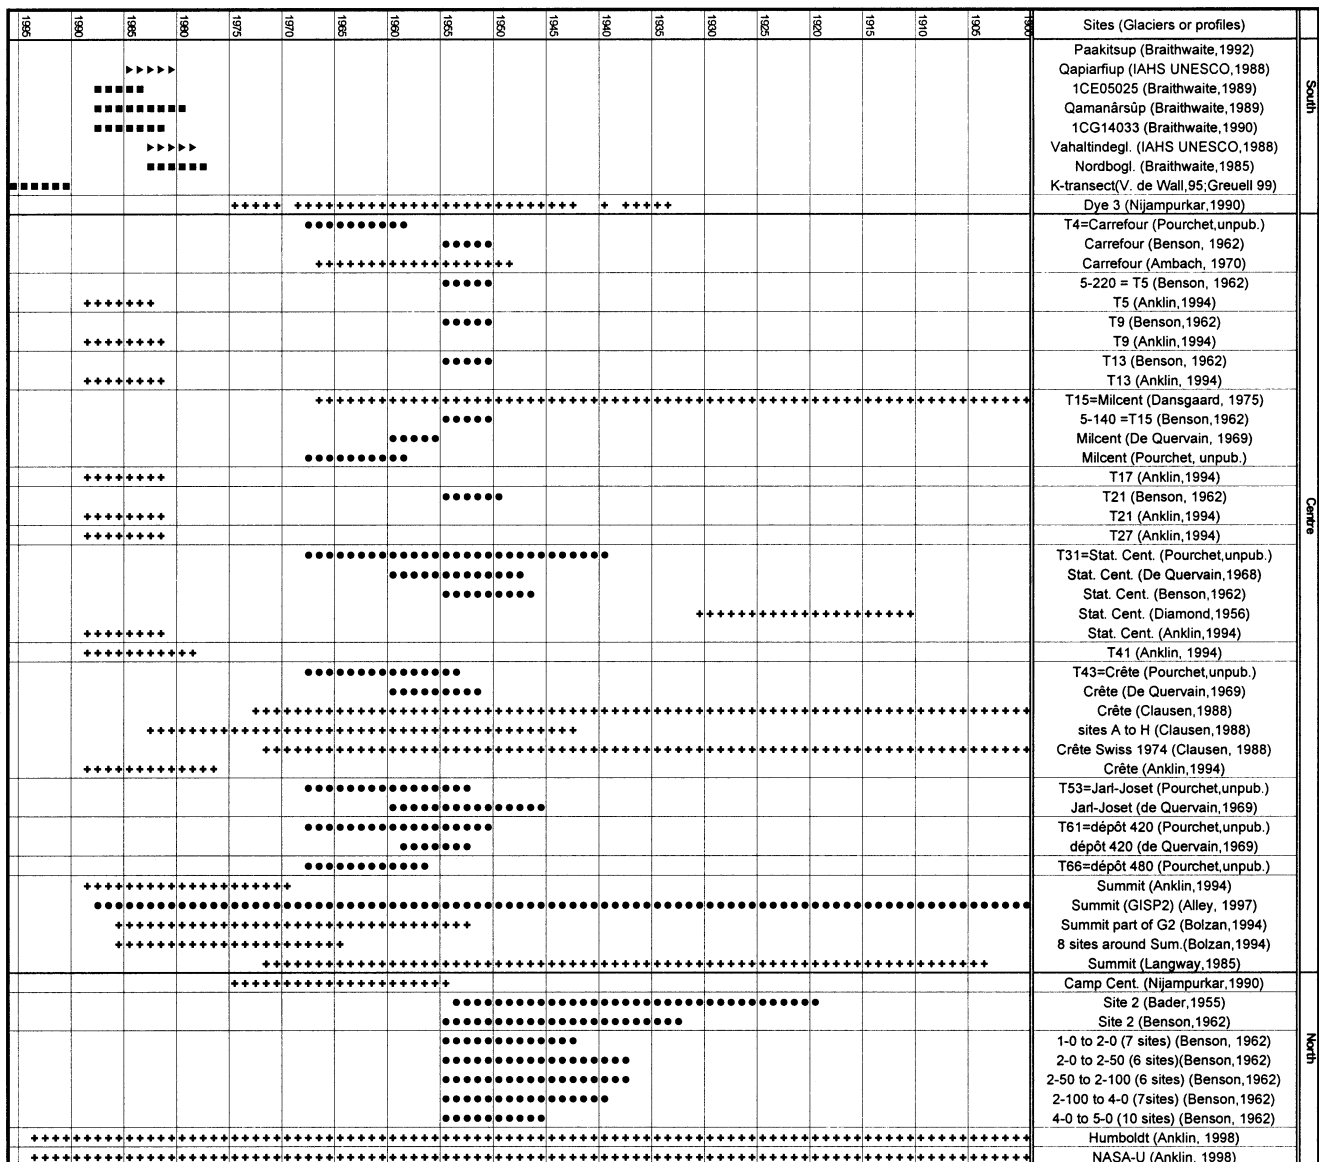 1995 1990 1985 1980 1975 1970 1965 1960 1955 1950 1945 1940 1935 1930 1925 1920 1915 1910 1905 1900 Sites (Glaciers or profiles)
South
Paakitsup (Braithwaite,1992)
Qapiarfiup (IAHS UNESCO,1988)
1CE05025 (Braithwaite,1989)
Qamanârsûp (Braithwaite,1989)
1CG14033 (Braithwaite,1990)
Vahaltindegl. (IAHS UNESCO,1988)
Nordbogl. (Braithwaite,1985)
K-transect(V. de Wall,95;Greuell 99)
Dye 3 (Nijampurkar,1990)
Centre
T4=Carrefour (Pourchet,unpub.)
Carrefour (Benson, 1962)
Carrefour (Ambach, 1970)
5-220 = T5 (Benson, 1962)
T5 (Anklin,1994)
T9 (Benson,1962)
T9 (Anklin,1994)
T13 (Benson, 1962)
T13 (Anklin, 1994)
T15=Milcent (Dansgaard, 1975)
5-140 =T15 (Benson,1962)
Milcent (De Quervain, 1969)
Milcent (Pourchet, unpub.)
T17 (Anklin,1994)
T21 (Benson, 1962)
T21 (Anklin,1994)
T27 (Anklin,1994)
T31=Stat. Cent. (Pourchet,unpub.)
Stat. Cent. (De Quervain,1968)
Stat. Cent. (Benson,1962)
Stat. Cent. (Diamond,1956)
Stat. Cent. (Anklin,1994)
T41 (Anklin, 1994)
T43=Crête (Pourchet,unpub.)
Crête (De Quervain,1969)
Crête (Clausen,1988)
sites A to H (Clausen,1988)
Crête Swiss 1974 (Clausen, 1988)
Crête (Anklin,1994)
T53=Jarl-Joset (Pourchet,unpub.)
Jarl-Joset (de Quervain,1969)
T61=dépôt 420 (Pourchet,unpub.)
dépôt 420 (de Quervain,1969)
T66=dépôt 480 (Pourchet,unpub.)
Summit (Anklin,1994)
Summit (GISP2) (Alley, 1997)
Summit part of G2 (Bolzan,1994)
8 sites around Sum.(Bolzan,1994)
Summit (Langway,1985)
North
Camp Cent. (Nijampurkar,1990)
Site 2 (Bader,1955)
Site 2 (Benson,1962)
1-0 to 2-0 (7 sites) (Benson, 1962)
2-0 to 2-50 (6 sites)(Benson,1962)
2-50 to 2-100 (6 sites) (Benson,1962)
2-100 to 4-0 (7sites) (Benson,1962)
4-0 to 5-0 (10 sites) (Benson, 1962)
Humboldt (Anklin, 1998)
NASA-U (Anklin, 1998)